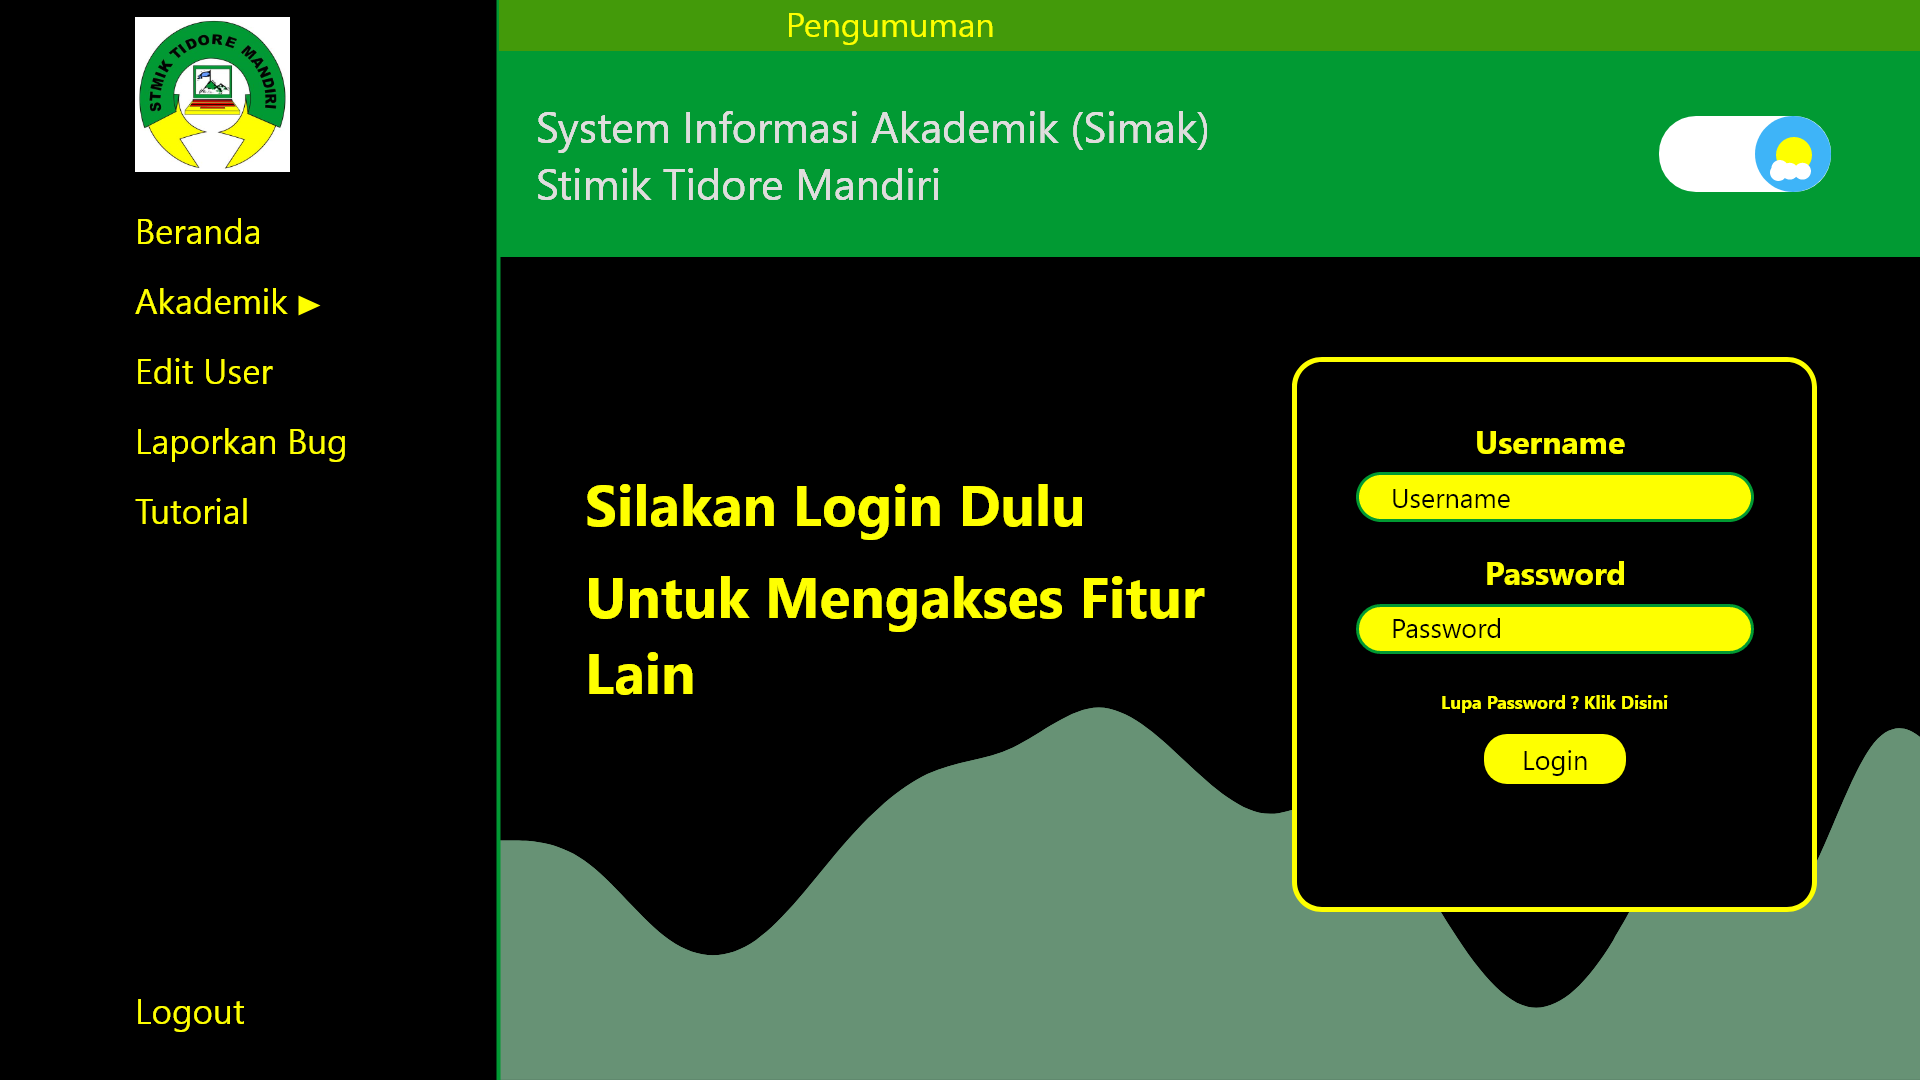 STMIK TIDORE MANDIRI
Beranda
Akademik ►
Edit User
Laporkan Bug
Tutorial
Logout
Pengumuman
System Informasi Akademik (Simak)
Stimik Tidore Mandiri
Silakan Login Dulu
Untuk Mengakses Fitur
Lain
Username
Username
Password
Password
Lupa Password ? Klik Disini
Login